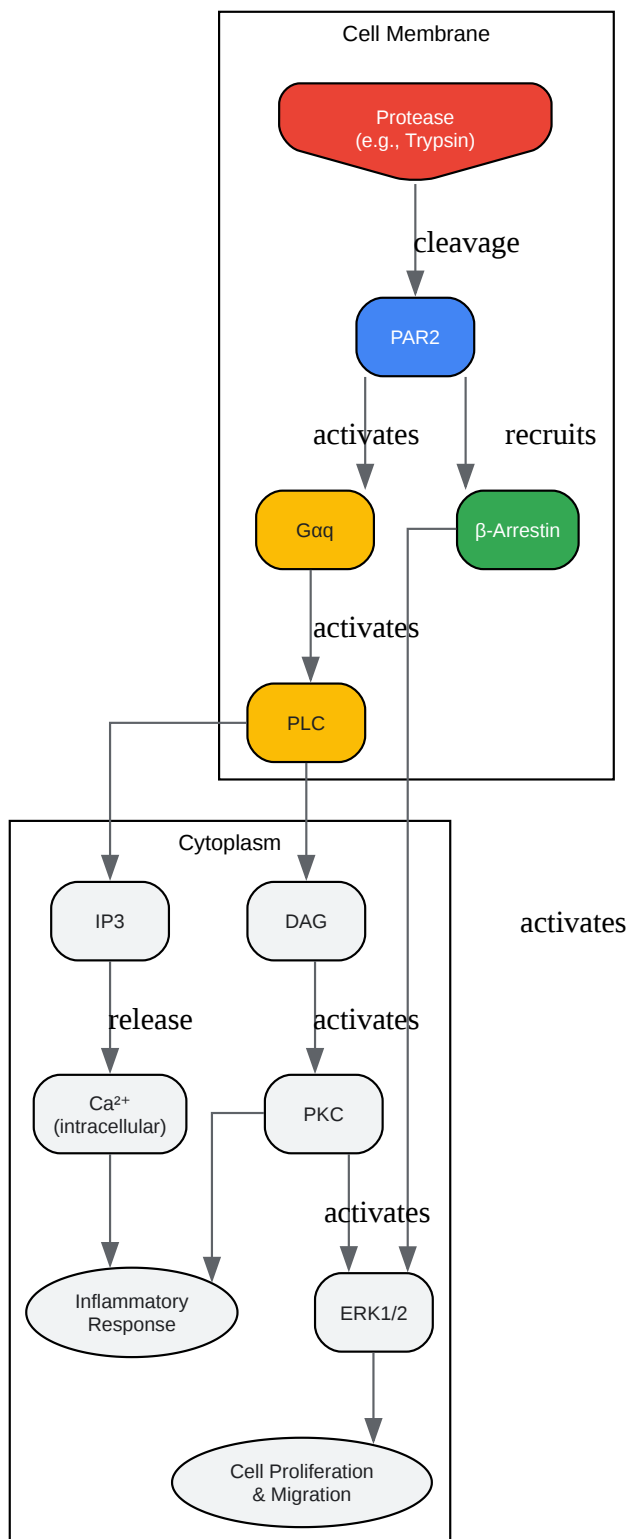 Cell Membrane
Protease
(e.g., Trypsin)
cleavage
PAR2
activates
recruits
Gαq
β-Arrestin
activates
PLC
Cytoplasm
IP3
DAG
activates
release
activates
Ca²⁺
(intracellular)
PKC
activates
Inflammatory
Response
ERK1/2
Cell Proliferation
& Migration